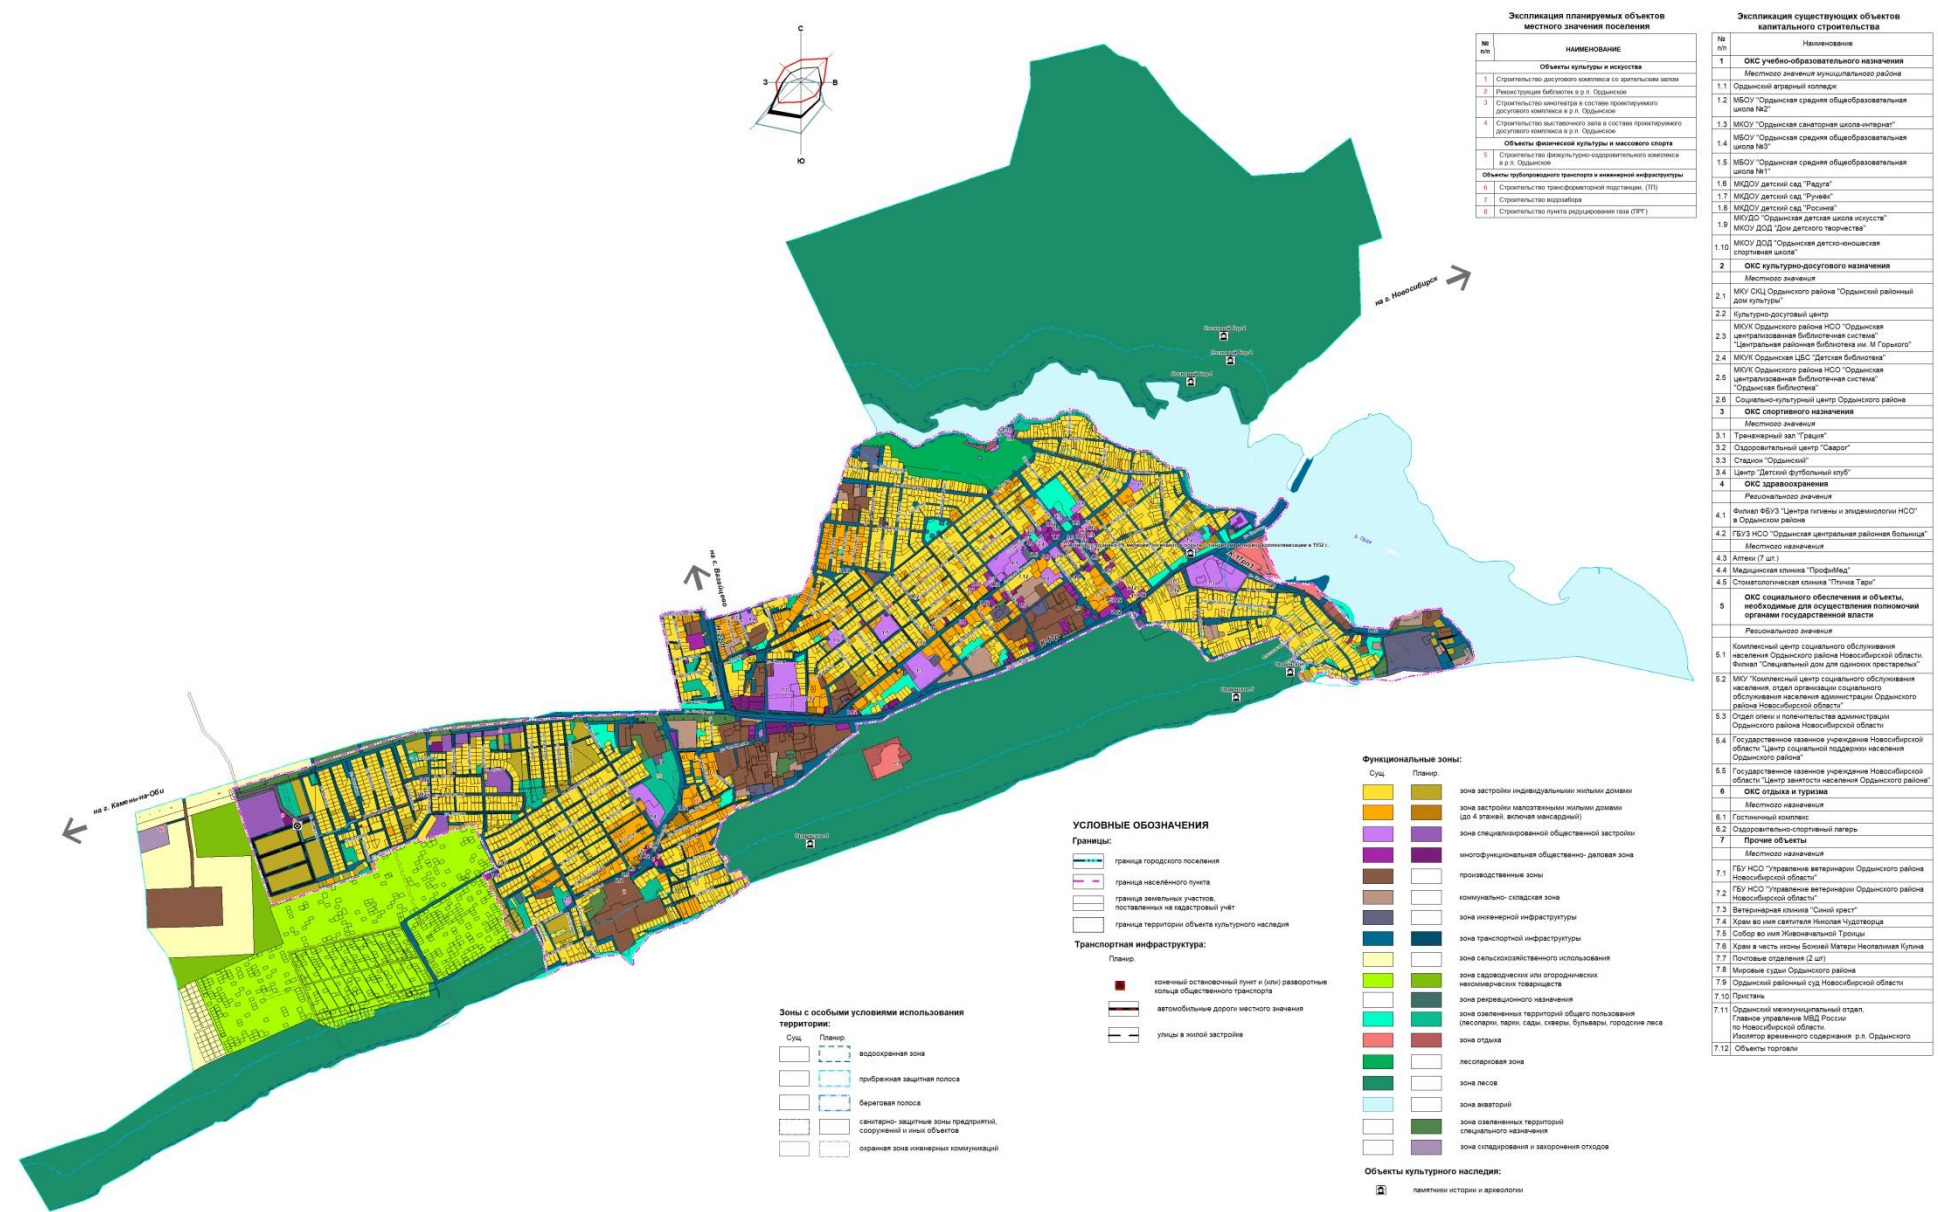 С
З
В
Ю
на г. Новосибирск
на с. Вагайцево
на г. Камень-на-Оби
Экспликация планируемых объектов
местного значения поселения
№ п/п
НАИМЕНОВАНИЕ
Объекты культуры и искусства
1 Строительство досугового комплекса со зрительским залом
2 Реконструкция библиотек в р.п. Ордынское
3 Строительство кинотеатра в составе проектируемого
досугового комплекса в р.п. Ордынское
4 Строительство выставочного зала в составе проектируемого
досугового комплекса в р.п. Ордынское
Объекты физической культуры и массового спорта
5 Строительство физкультурно-оздоровительного комплекса
в р.п. Ордынское
Объекты трубопроводного транспорта и инженерной инфраструктуры
6 Строительство трансформаторной подстанции, (ТП)
7 Строительство водозабора
8 Строительство пункта редуцирования газа (ПРГ)
Экспликация существующих объектов
капитального строительства
№ п/п
Наименование
1 ОКС учебно-образовательного назначения
Местного значения муниципального района
1.1 Ордынский аграрный колледж
1.2 МБОУ "Ордынская средняя общеобразовательная
школа №2"
1.3 МКОУ "Ордынская санаторная школа-интернат"
1.4 МБОУ "Ордынская средняя общеобразовательная
школа №3"
1.5 МБОУ "Ордынская средняя общеобразовательная
школа №1"
1.6 МКДОУ детский сад "Радуга"
1.7 МКДОУ детский сад "Ручеёк"
1.8 МКДОУ детский сад "Росинка"
1.9 МКУДО "Ордынская детская школа искусств"
МКОУ ДОД "Дом детского творчества"
1.10 МКОУ ДОД "Ордынская детско-юношеская
спортивная школа"
2 ОКС культурно-досугового назначения
Местного значения
2.1 МКУ СКЦ Ордынского района "Ордынский районный
дом культуры"
2.2 Культурно-досуговый центр
2.3 МКУК Ордынского района НСО "Ордынская
централизованная библиотечная система"
"Центральная районная библиотека им. М Горького"
2.4 МКУК Ордынская ЦБС "Детская библиотека"
2.5 МКУК Ордынского района НСО "Ордынская
централизованная библиотечная система"
"Ордынская библиотека"
2.6 Социально-культурный центр Ордынского района
3 ОКС спортивного назначения
Местного значения
3.1 Тренажерный зал "Грация"
3.2 Оздоровительный центр "Сварог"
3.3 Стадион "Ордынский"
3.4 Центр "Детский футбольный клуб"
4 ОКС здравоохранения
Регионального значения
4.1 Филиал ФБУЗ "Центра гигиены и эпидемиологии НСО"
в Ордынском районе
4.2 ГБУЗ НСО "Ордынская центральная районная больница"
Местного назначения
4.3 Аптеки (7 шт.)
4.4 Медицинская клиника "ПрофиМед"
4.5 Стоматологическая клиника "Птичка Тари"
5 ОКС социального обеспечения и объекты,
необходимые для осуществления полномочий
органами государственной власти
Регионального значения
5.1 Комплексный центр социального обслуживания
населения Ордынского района Новосибирской области.
Филиал "Специальный дом для одиноких престарелых"
5.2 МКУ "Комплексный центр социального обслуживания
населения, отдел организации социального
обслуживания населения администрации Ордынского
района Новосибирской области"
5.3 Отдел опеки и попечительства администрации
Ордынского района Новосибирской области
5.4 Государственное казенное учреждение Новосибирской
области "Центр социальной поддержки населения
Ордынского района"
5.5 Государственное казенное учреждение Новосибирской
области "Центр занятости населения Ордынского района"
6 ОКС отдыха и туризма
Местного назначения
6.1 Гостиничный комплекс
6.2 Оздоровительно-спортивный лагерь
7 Прочие объекты
Местного назначения
7.1 ГБУ НСО "Управление ветеринарии Ордынского района
Новосибирской области"
7.2 ГБУ НСО "Управление ветеринарии Ордынского района
Новосибирской области"
7.3 Ветеринарная клиника "Синий крест"
7.4 Храм во имя святителя Николая Чудотворца
7.5 Собор во имя Живоначальной Троицы
7.6 Храм в честь иконы Божией Матери Неопалимая Купина
7.7 Почтовые отделения (2 шт)
7.8 Мировые судьи Ордынского района
7.9 Ордынский районный суд Новосибирской области
7.10 Пристань
7.11 Ордынский межмуниципальный отдел,
Главное управление МВД России
по Новосибирской области.
Изолятор временного содержания р.п. Ордынского
7.12 Объекты торговли
УСЛОВНЫЕ ОБОЗНАЧЕНИЯ
Границы:
граница городского поселения
граница населённого пункта
граница земельных участков,
поставленных на кадастровый учёт
граница территории объекта культурного наследия
Транспортная инфраструктура:
Планир.
конечный остановочный пункт и (или) разворотные
кольца общественного транспорта
автомобильные дороги местного значения
улицы в жилой застройке
Зоны с особыми условиями использования
территории:
Сущ. Планир.
водоохранная зона
прибрежная защитная полоса
береговая полоса
санитарно- защитные зоны предприятий,
сооружений и иных объектов
охранная зона инженерных коммуникаций
Функциональные зоны:
Сущ. Планир.
зона застройки индивидуальными жилыми домами
зона застройки малоэтажными жилыми домами
(до 4 этажей, включая мансардный)
зона специализированной общественной застройки
многофункциональная общественно- деловая зона
производственные зоны
коммунально- складская зона
зона инженерной инфраструктуры
зона транспортной инфраструктуры
зона сельскохозяйственного использования
зона садоводческих или огороднических
некоммерческих товариществ
зона рекреационного назначения
зона озелененных территорий общего пользования
(лесопарки, парки, сады, скверы, бульвары, городские леса
зона отдыха
лесопарковая зона
зона лесов
зона акваторий
зона озелененных территорий
специального назначения
зона складирования и захоронения отходов
Объекты культурного наследия:
памятники истории и археологии